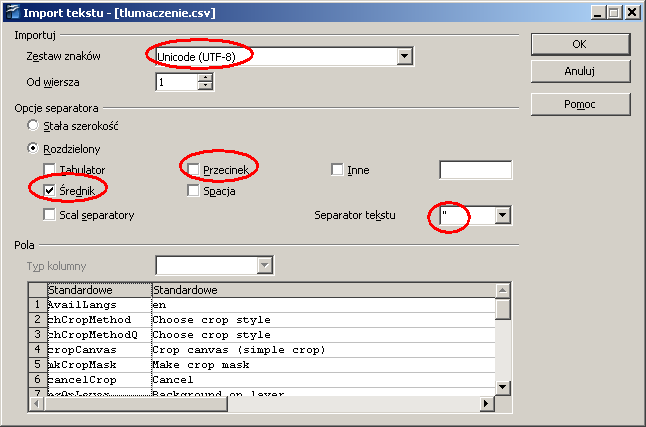 Import tekstu - [tlumaczenie.csv]
Importuj
Zestaw znaków Unicode (UTF-8) OK
Od wiersza 1 Anuluj
Pomoc
Opcje separatora
Stała szerokość
Rozdzielony
Tabulator Przecinek Inne
Średnik Spacja
Scal separatory Separator tekstu "
Pola
Typ kolumny
Standardowe Standardowe
1 AvailLangs en
2 chCropMethod Choose crop style
3 chCropMethodQ Choose crop style
4 cropCanvas Crop canvas (simple crop)
5 mkCropMask Make crop mask
6 cancelCrop Cancel
7 Background on layer